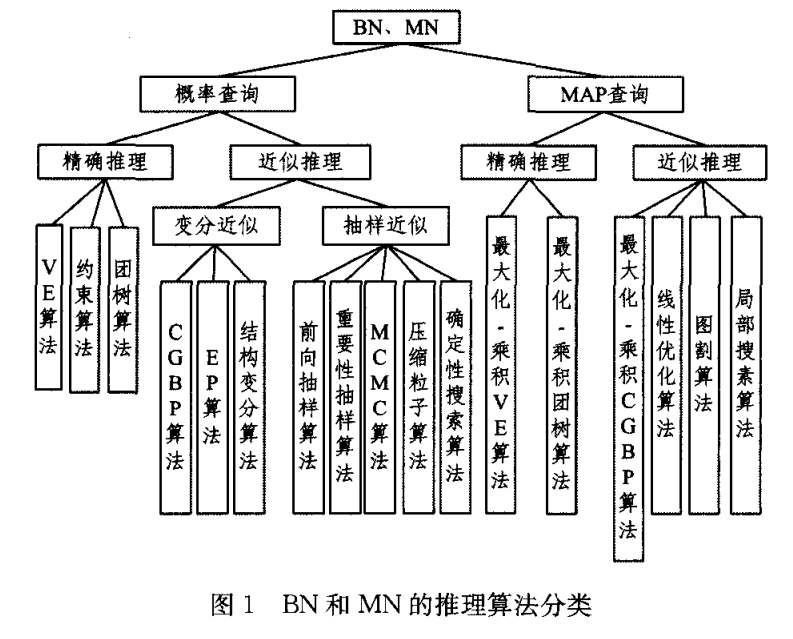 BN、MN
概率查询
MAP查询
精确推理
近似推理
精确推理
近似推理
变分近似
抽样近似
VE算法
约束算法
团树算法
CGBP算法
EP算法
结构变分算法
前向抽样算法
重要性抽样算法
MCMC算法
压缩粒子算法
确定性搜索算法
最大化-乘积VE算法
最大化-乘积团树算法
最大化-乘积CGBP算法
线性优化算法
图割算法
局部搜素算法
图1 BN和MN的推理算法分类